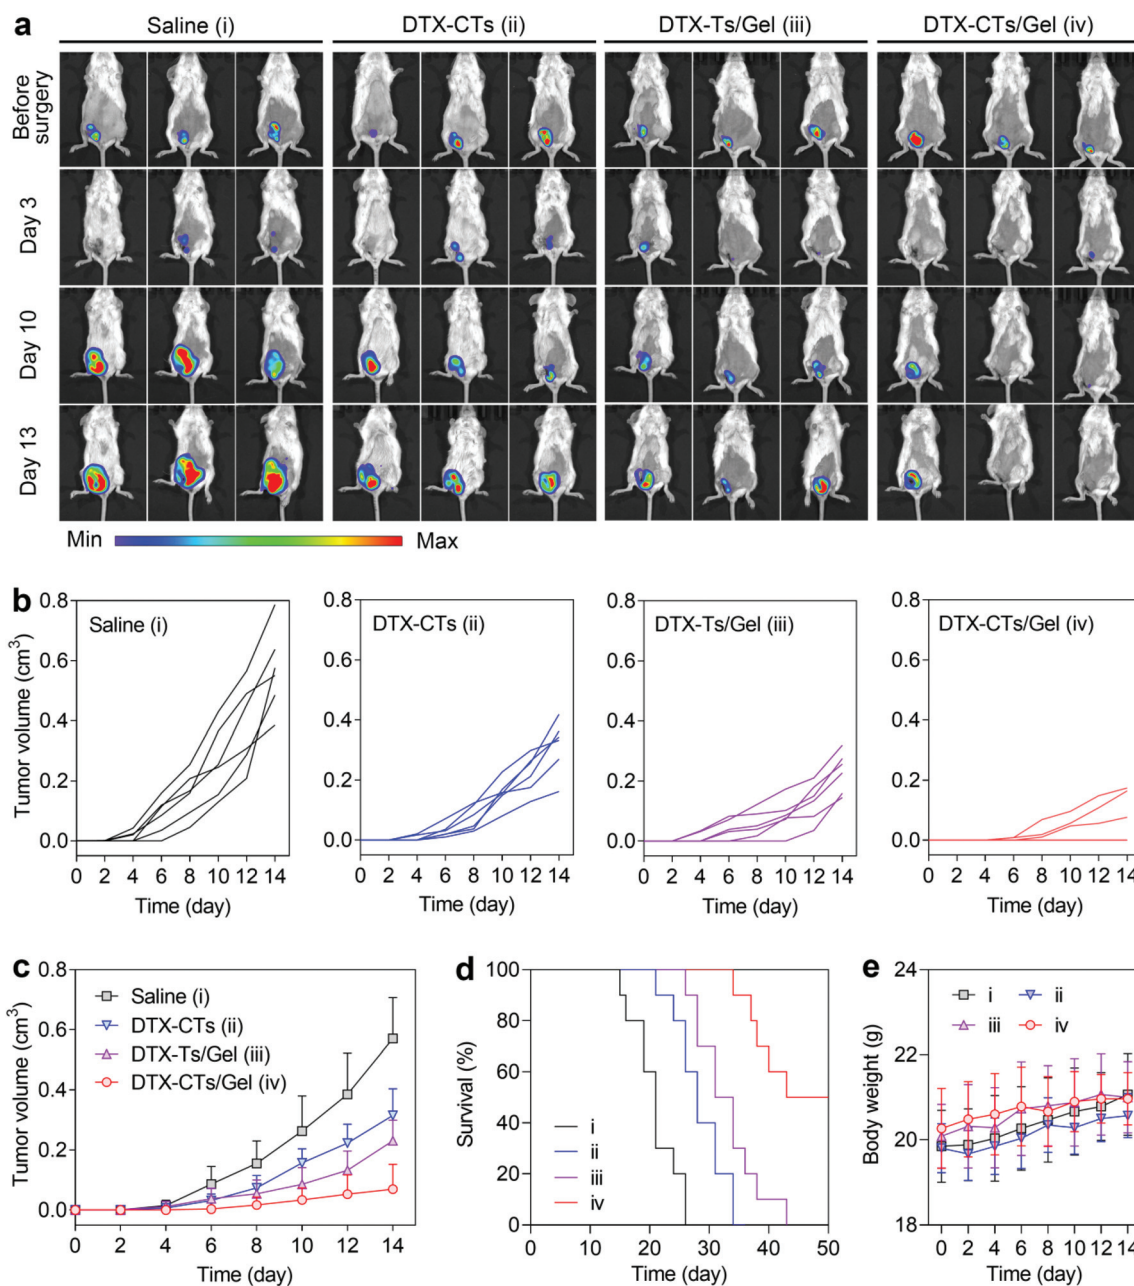 a
Saline (i) DTX-CTs (ii) DTX-Ts/Gel (iii) DTX-CTs/Gel (iv)
Before
surgery
Day 3
Day 10
Day 13
Min Max
b
Tumor volume (cm3)
0.8
0.6
0.4
0.2
0.0
Saline (i)
0 2 4 6 8 10 12 14
Time (day)
0.8
0.6
0.4
0.2
0.0
DTX-CTs (ii)
0 2 4 6 8 10 12 14
Time (day)
0.8
0.6
0.4
0.2
0.0
DTX-Ts/Gel (iii)
0 2 4 6 8 10 12 14
Time (day)
0.8
0.6
0.4
0.2
0.0
DTX-CTs/Gel (iv)
0 2 4 6 8 10 12 14
Time (day)
c
Tumor volume (cm3)
0.8
0.6
0.4
0.2
0.0
Saline (i)
DTX-CTs (ii)
DTX-Ts/Gel (iii)
DTX-CTs/Gel (iv)
0 2 4 6 8 10 12 14
Time (day)
d
Survival (%)
100
80
60
40
20
0
i
ii
iii
iv
0 10 20 30 40 50
Time (day)
e
Body weight (g)
24
22
20
18
i ii
iii iv
0 2 4 6 8 10 12 14
Time (day)